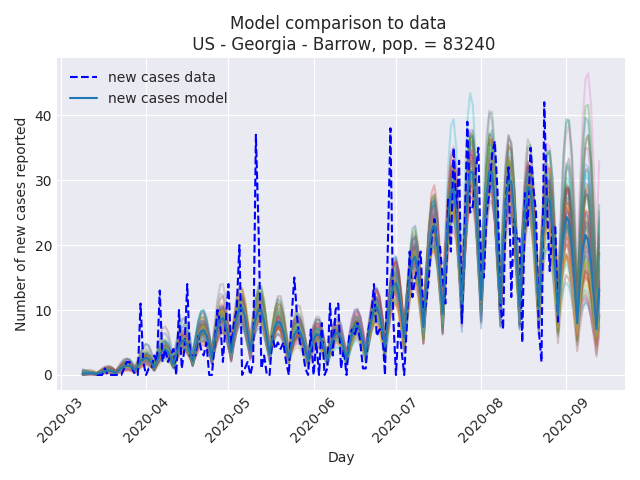 Model comparison to data
US - Georgia - Barrow, pop. = 83240
new cases data
new cases model
Number of new cases reported
40
30
20
10
0
2020-03
2020-04
2020-05
2020-06
2020-07
2020-08
2020-09
Day